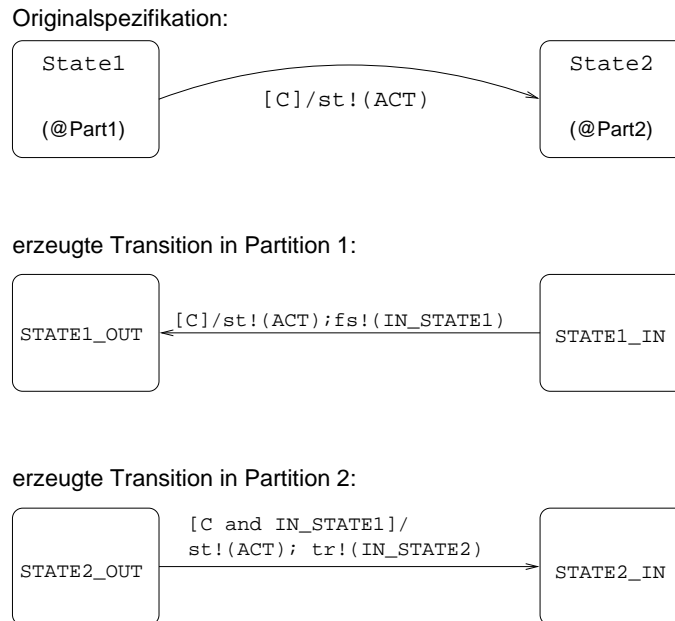 Originalspezifikation:
State1
State2
[C]/st!(ACT)
(@Part1)
(@Part2)
erzeugte Transition in Partition 1:
[C]/st!(ACT);fs!(IN_STATE1)
STATE1_OUT
STATE1_IN
erzeugte Transition in Partition 2:
[C and IN_STATE1]/
st!(ACT); tr!(IN_STATE2)
STATE2_OUT
STATE2_IN